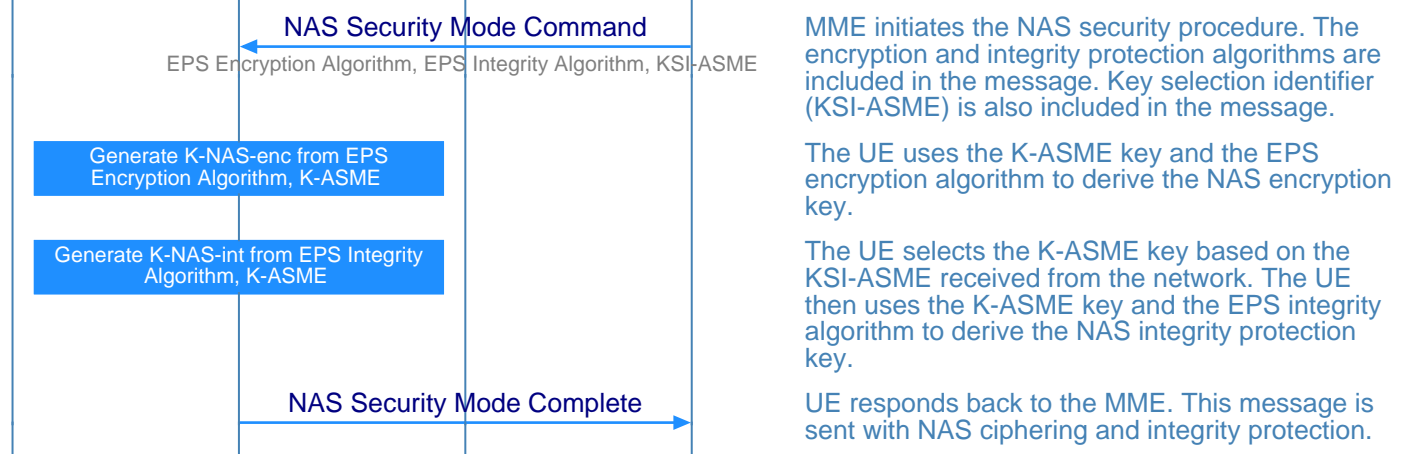 NAS Security Mode Command
EPS Encryption Algorithm, EPS Integrity Algorithm, KSI-ASME
MME initiates the NAS security procedure. The
encryption and integrity protection algorithms are
included in the message. Key selection identifier
(KSI-ASME) is also included in the message.
Generate K-NAS-enc from EPS
Encryption Algorithm, K-ASME
The UE uses the K-ASME key and the EPS
encryption algorithm to derive the NAS encryption
key.
Generate K-NAS-int from EPS Integrity
Algorithm, K-ASME
The UE selects the K-ASME key based on the
KSI-ASME received from the network. The UE
then uses the K-ASME key and the EPS integrity
algorithm to derive the NAS integrity protection
key.
NAS Security Mode Complete
UE responds back to the MME. This message is
sent with NAS ciphering and integrity protection.